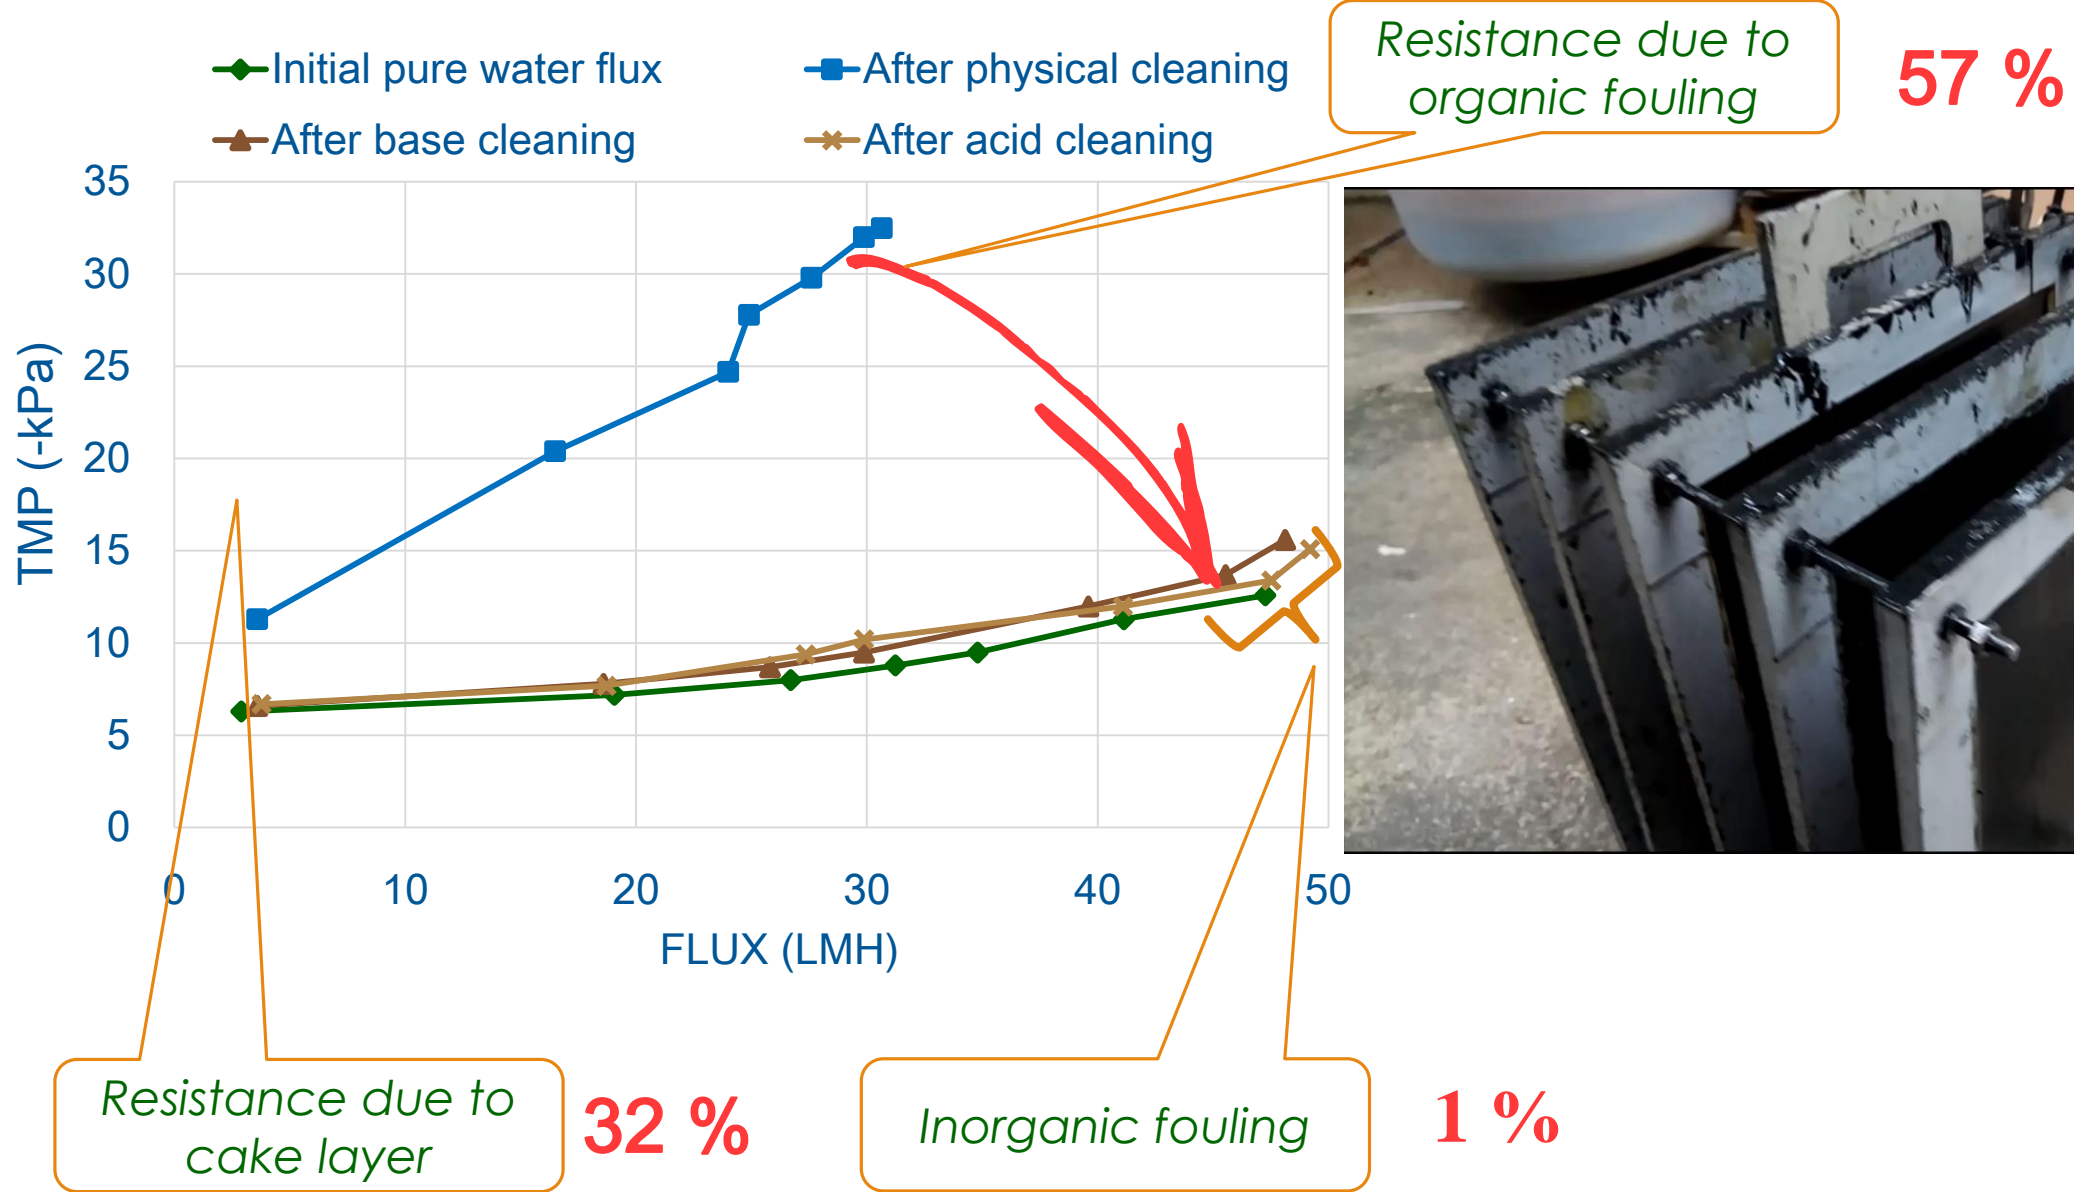 Initial pure water flux
After physical cleaning
After base cleaning
After acid cleaning
Resistance due to
organic fouling
57 %
35
30
25
20
15
10
5
0
TMP (-kPa)
0
10
20
30
40
50
FLUX (LMH)
Resistance due to
cake layer
32 %
Inorganic fouling
1 %